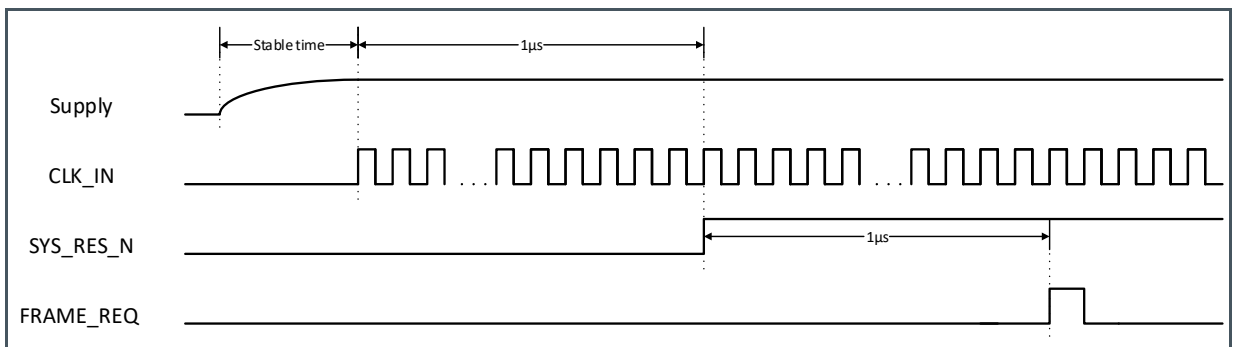 Stable time
1µs
Supply
CLK_IN
. . .
. . .
SYS_RES_N
1µs
FRAME_REQ